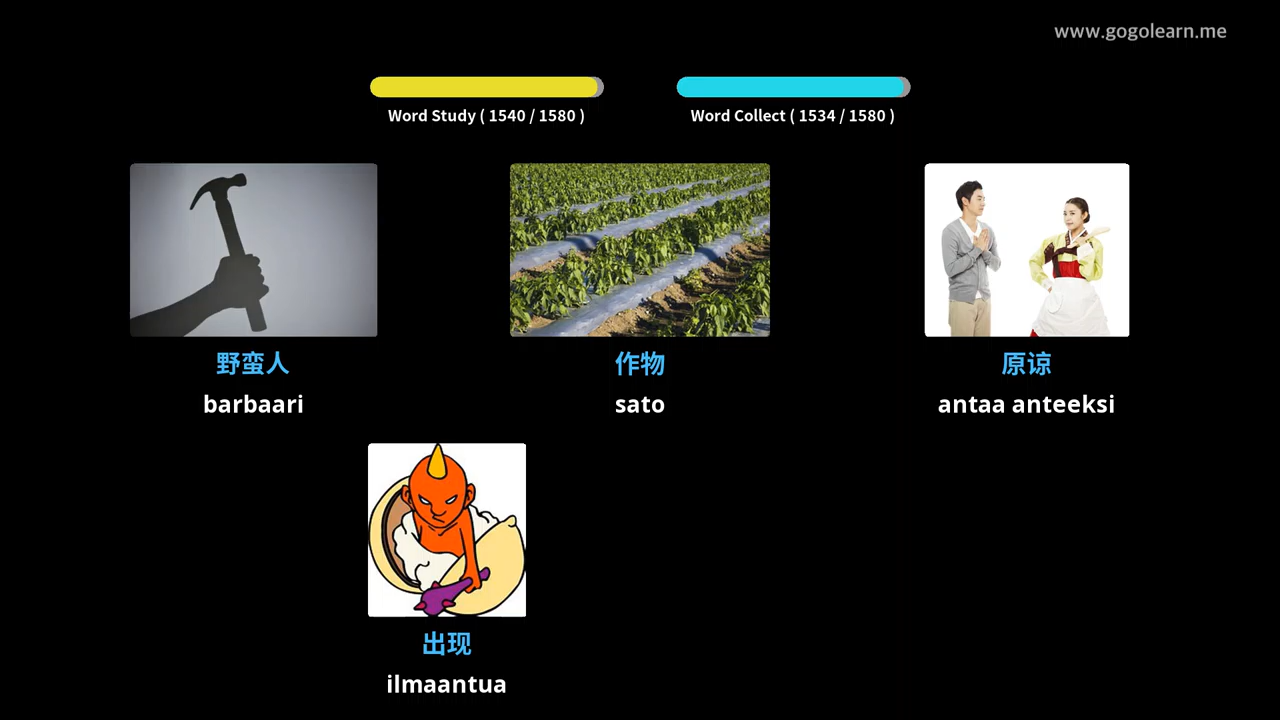 www.gogolearn.me
Word Study ( 1540 / 1580 )
Word Collect ( 1534 / 1580 )
野蛮人
barbaari
作物
sato
原谅
antaa anteeksi
出现
ilmaantua